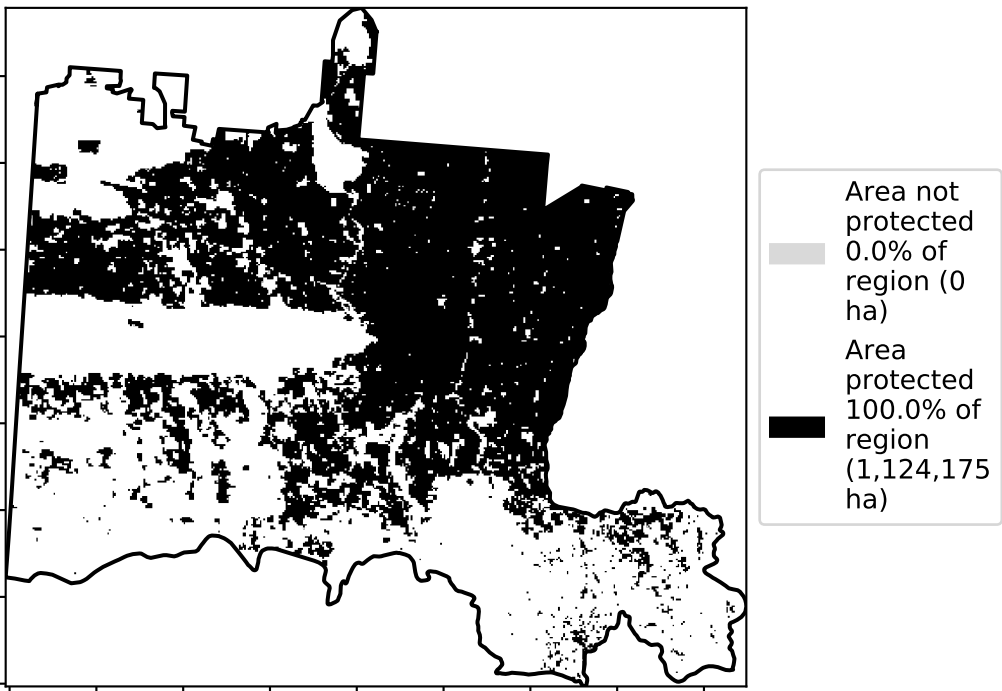 Area not
protected
0.0% of
region (0
ha)
Area
protected
100.0% of
region
(1,124,175
ha)